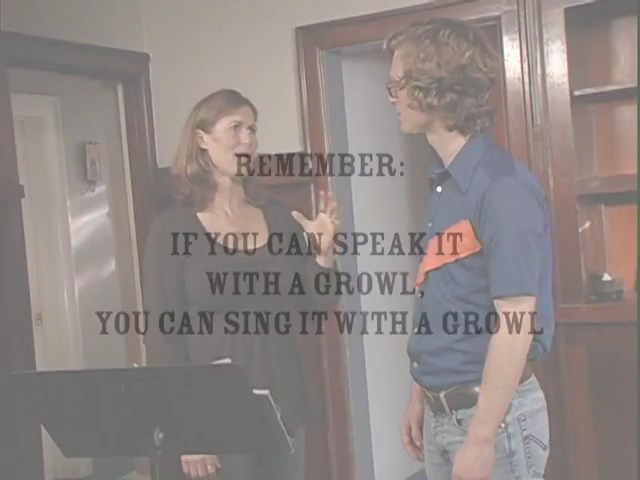 REMEMBER:
IF YOU CAN SPEAK IT
WITH A GROWL,
YOU CAN SING IT WITH A GROWL